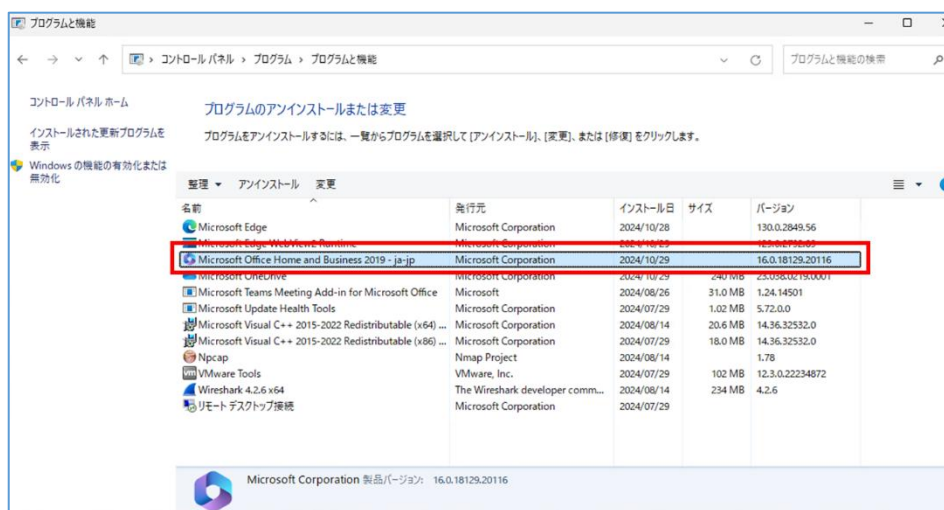 プログラムと機能
コントロール パネル › プログラム › プログラムと機能
プログラムと機能の検索
コントロール パネル ホーム
インストールされた更新プログラムを
表示
Windows の機能の有効化または
無効化
プログラムのアンインストールまたは変更
プログラムをアンインストールするには、一覧からプログラムを選択して [アンインストール]、[変更]、または [修復] をクリックします。
整理 アンインストール 変更
名前 発行元 インストール日 サイズ バージョン
Microsoft Edge Microsoft Corporation 2024/10/28 130.0.2849.56
Microsoft Edge WebView2 Runtime Microsoft Corporation
Microsoft Office Home and Business 2019 - ja-jp Microsoft Corporation 2024/10/29 16.0.18129.20116
Microsoft OneDrive Microsoft Corporation 2024/10/29 240 MB 23.038.0219.0001
Microsoft Teams Meeting Add-in for Microsoft Office Microsoft 2024/08/26 31.0 MB 1.24.14501
Microsoft Update Health Tools Microsoft Corporation 2024/07/29 1.02 MB 5.72.0.0
Microsoft Visual C++ 2015-2022 Redistributable (x64) ... Microsoft Corporation 2024/08/14 20.6 MB 14.36.32532.0
Microsoft Visual C++ 2015-2022 Redistributable (x86) ... Microsoft Corporation 2024/07/29 18.0 MB 14.36.32532.0
Npcap Nmap Project 2024/08/14 1.78
VMware Tools VMware, Inc. 2024/07/29 102 MB 12.3.0.22234872
Wireshark 4.2.6 x64 The Wireshark developer comm... 2024/08/14 234 MB 4.2.6
リモート デスクトップ接続 Microsoft Corporation 2024/07/29
Microsoft Corporation 製品バージョン: 16.0.18129.20116